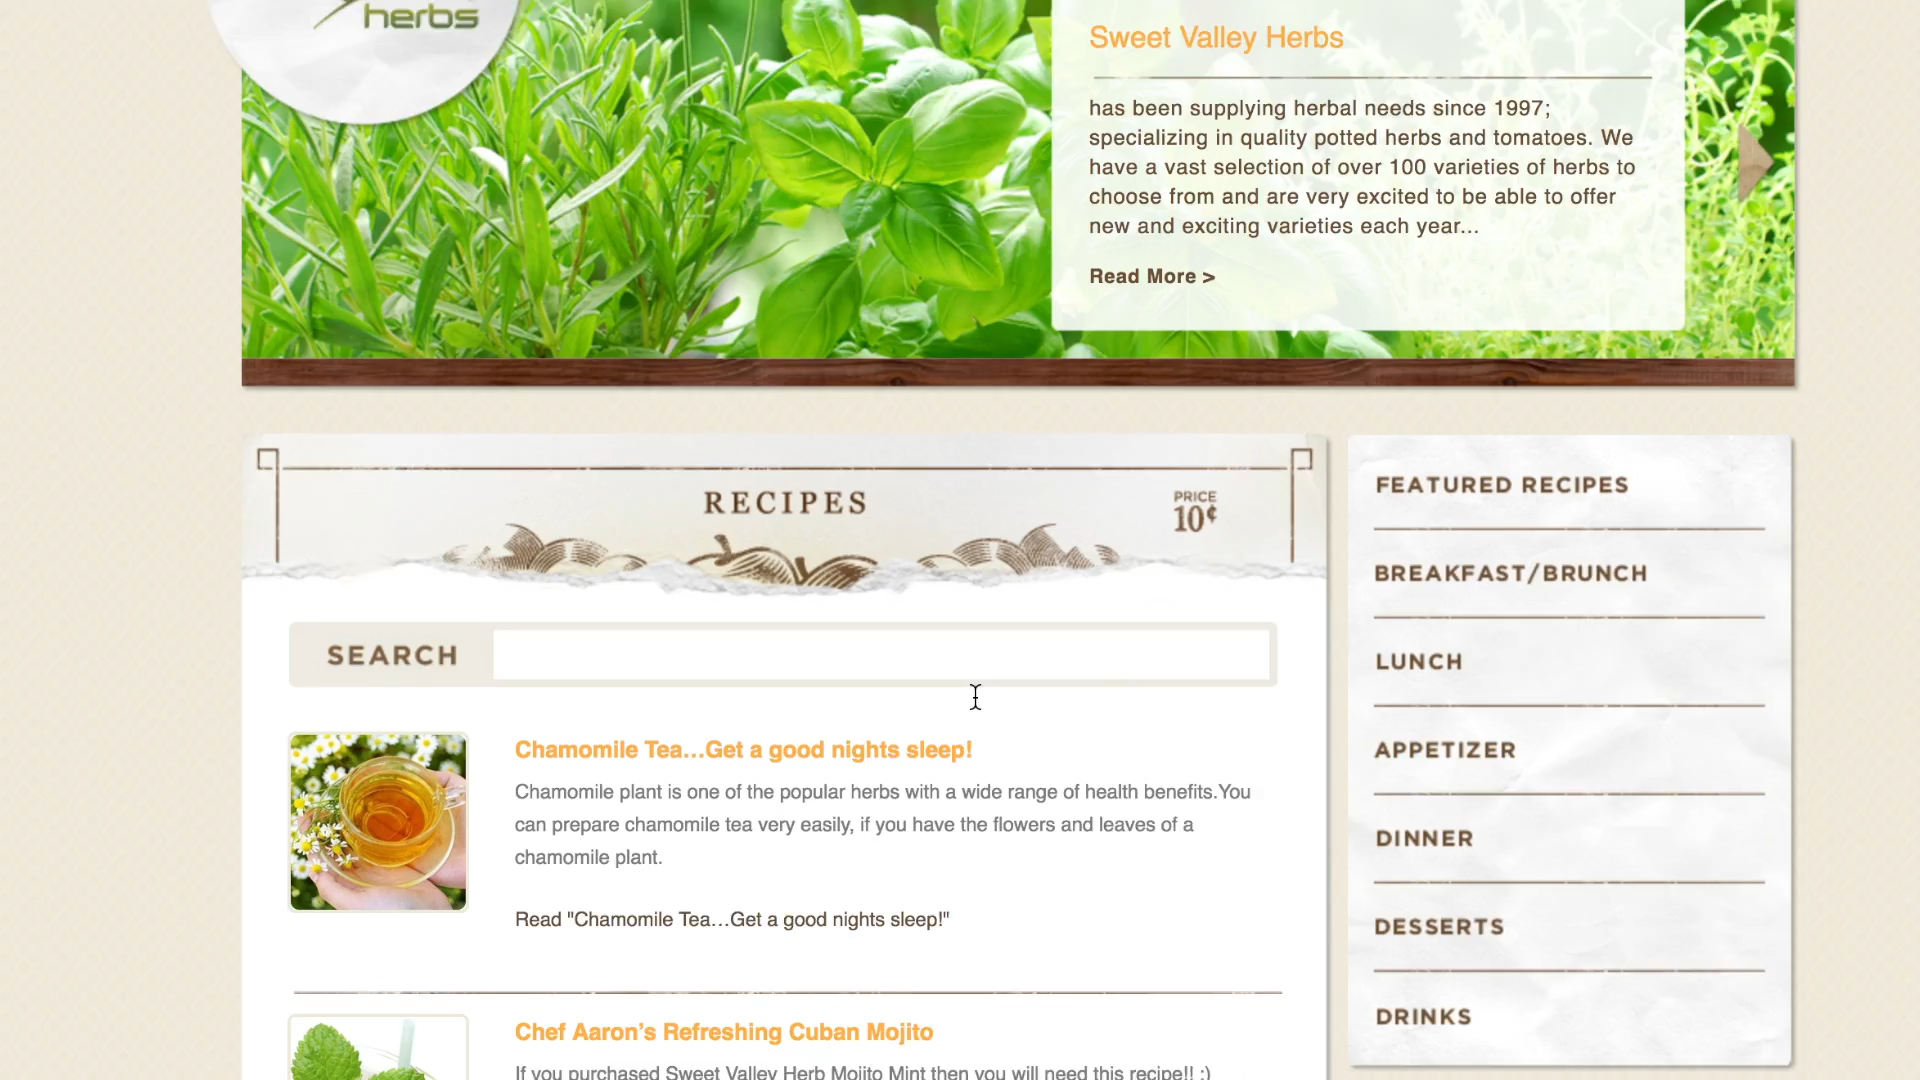 herbs
Sweet Valley Herbs
has been supplying herbal needs since 1997;
specializing in quality potted herbs and tomatoes. We
have a vast selection of over 100 varieties of herbs to
choose from and are very excited to be able to offer
new and exciting varieties each year...
Read More >
RECIPES
PRICE
10¢
SEARCH
Chamomile Tea…Get a good nights sleep!
Chamomile plant is one of the popular herbs with a wide range of health benefits.You
can prepare chamomile tea very easily, if you have the flowers and leaves of a
chamomile plant.
Read "Chamomile Tea…Get a good nights sleep!"
Chef Aaron’s Refreshing Cuban Mojito
If you purchased Sweet Valley Herb Mojito Mint then you will need this recipe!! :)
FEATURED RECIPES
BREAKFAST/BRUNCH
LUNCH
APPETIZER
DINNER
DESSERTS
DRINKS